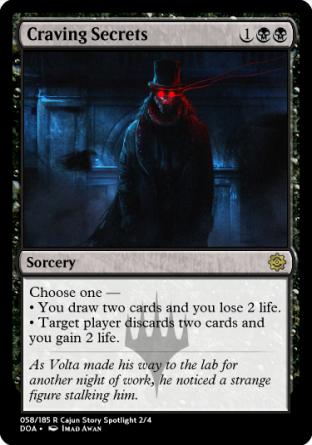 Craving Secrets 1
Sorcery
Choose one —
• You draw two cards and you lose 2 life.
• Target player discards two cards and
you gain 2 life.
As Volta made his way to the lab for
another night of work, he noticed a strange
figure stalking him.
058/185 R Cajun Story Spotlight 2/4
DOA • Imad Awan